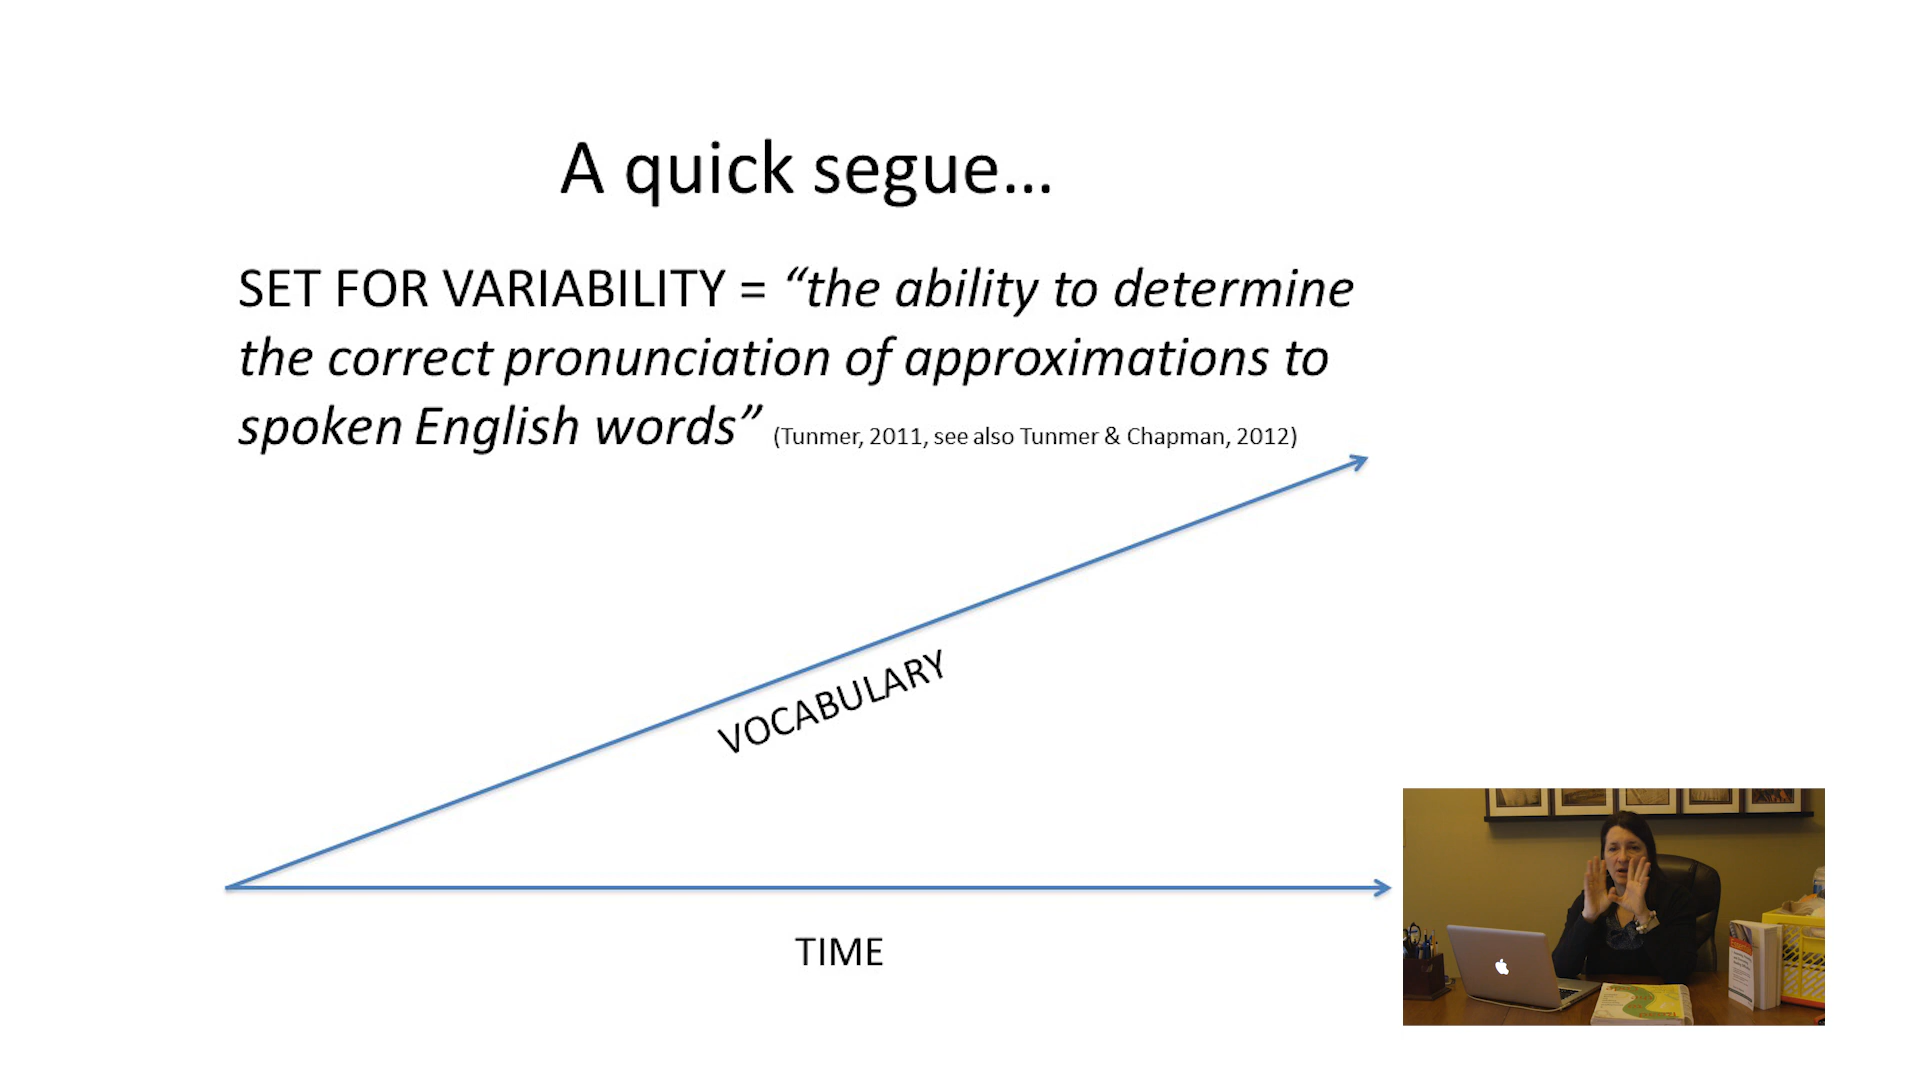 A quick segue...
SET FOR VARIABILITY = “the ability to determine
the correct pronunciation of approximations to
spoken English words” (Tunmer, 2011, see also Tunmer & Chapman, 2012)
VOCABULARY
TIME